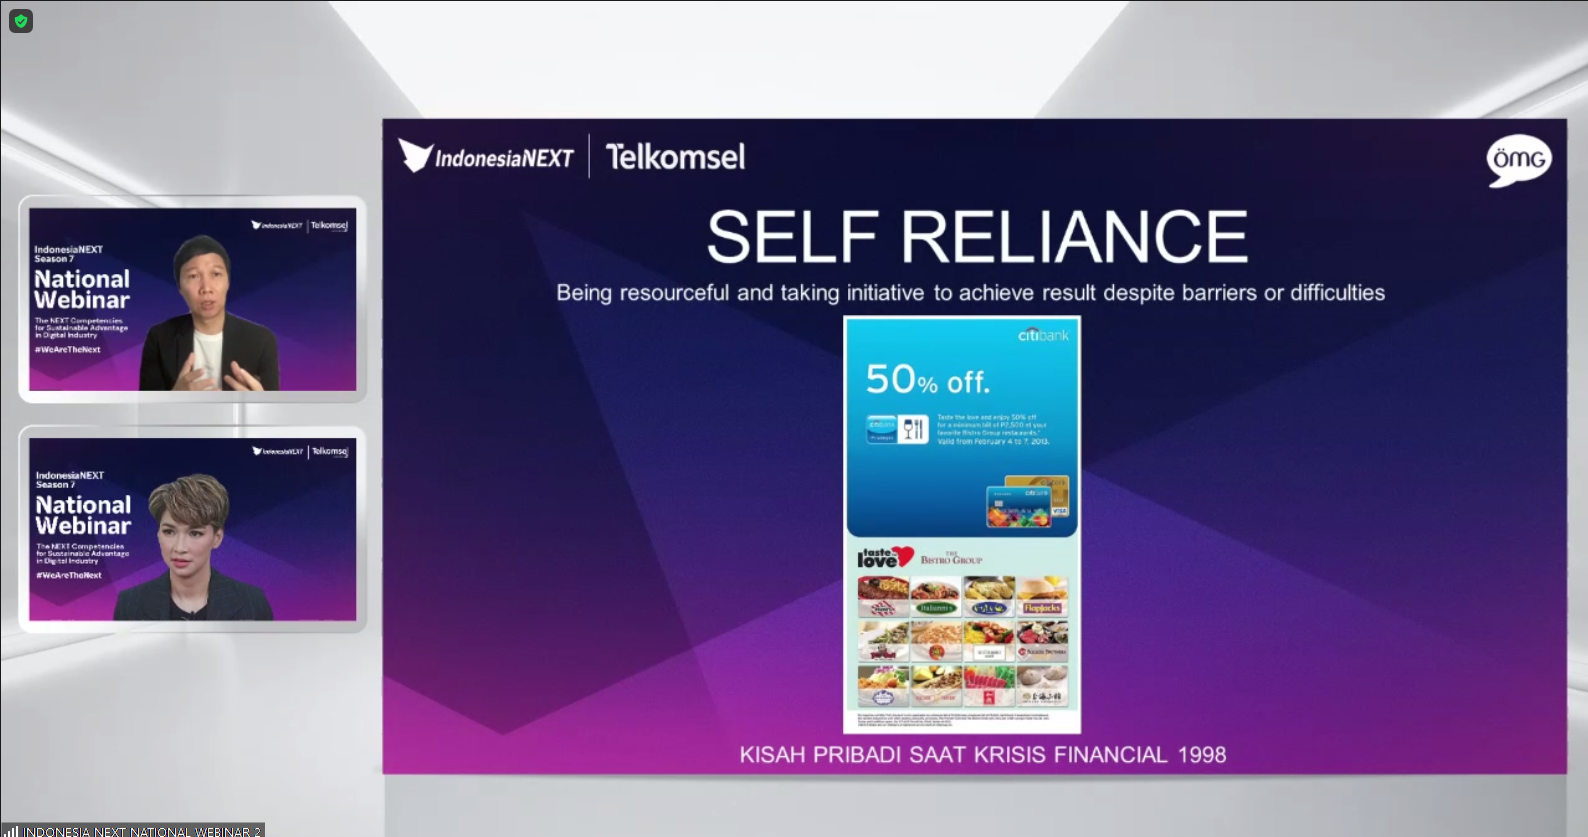 IndonesiaNEXT
Telkomsel
ÖMG
SELF RELIANCE
Being resourceful and taking initiative to achieve result despite barriers or difficulties
citibank
50% off.
Taste the love and enjoy 50% off
for a minimum bill of P2,500 at your
favorite Bistro Group restaurants.*
Valid from February 4 to 7, 2013.
citibank
VISA
taste the
love
THE
BISTRO GROUP
Italianni's
Flapjacks
KISAH PRIBADI SAAT KRISIS FINANCIAL 1998
IndonesiaNEXT
Telkomsel
IndonesiaNEXT
Season 7
National
Webinar
The NEXT Competencies
for Sustainable Advantage
in Digital Industry
#WeAreTheNext
IndonesiaNEXT
Telkomsel
IndonesiaNEXT
Season 7
National
Webinar
The NEXT Competencies
for Sustainable Advantage
in Digital Industry
#WeAreTheNext
INDONESIA NEXT NATIONAL WEBINAR 2